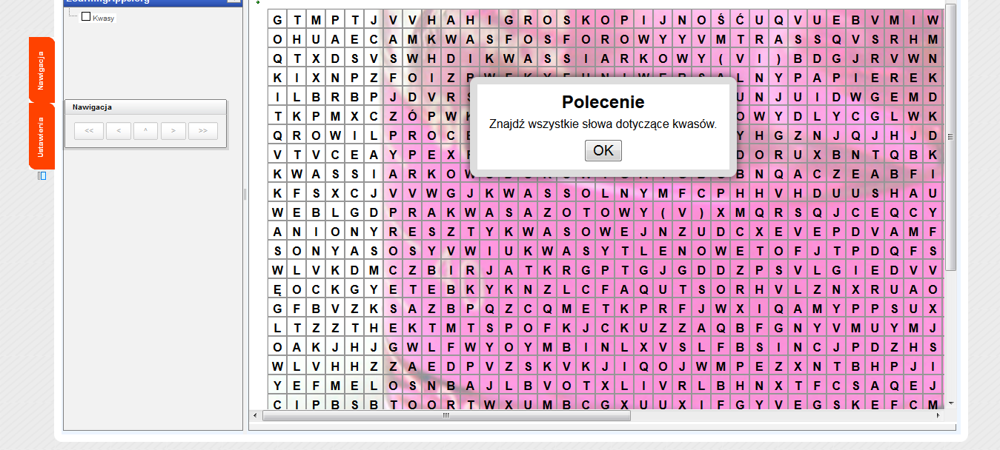 Kwasy
Nawigacja
Ustawienia
Nawigacja
<< < ^ > >>
G T M P T J V V H A H I G R O S K O P I J N O Ś Ć U Q V U E B V M I W
O H U A E C A M K W A S F O S F O R O W Y Y V M T R A S S Q V S R H M
Q T X D S V S W H D I K W A S S I A R K O W Y ( V I ) B D G J R V W N
K I X N P Z F O I Z L N Y P A P I E R E K
I L B R B P J D V R U N J U I D W G E M D
T K P M X C Z Ó P W O W Y D L Y C G L W K
Q R O W I L P R O C Y H G Z N J Q J H J D
V T V C E A Y P E X D O R U X B N T Q B K
K W A S S I A R K O B N Q A C Z E A B F I
K F S X C J V V W G J K W A S S O L N Y M F C P H H V H D U U S H A U
W E B L G D P R A K W A S A Z O T O W Y ( V ) X M Q R S Q J C E Q C Y
A N I O N Y R E S Z T Y K W A S O W E J N Z U D C X E V E P D V A M F
S O N Y A S O S Y V W I U K W A S Y T L E N O W E T O F J T P D Q F S
W L V K D M C Z B I R J A T K R G P T G J G D D Z P S V L G I E D V V
Ę O C K G Y E T E B K Y K N Z L C F A Q U T S O R H V L Z N X R U A O
G F B V Z K S A Z B P Q Z C Q M E T K P R F J W X I Q A M Y P P S U X
L T Z Z T H E K T M T S P O F K J C K U Z Z A Q B F G N Y V M U Y M J
O A K J H J G W L F W Y O Y M B I N L X V S L F B S I N C J P D Z H S
W L V H H Z Z A E D P V Z S K V K J I Q O J W M P E Z X N T B H P J I
Y E F M E L O S N B A J L B V O T X L I V R L B H N X T F C S A Q E J
C I P B S B T O O R T W X U M B C G X U U X I F G Y V E G S K E F C M
Polecenie
Znajdź wszystkie słowa dotyczące kwasów.
OK